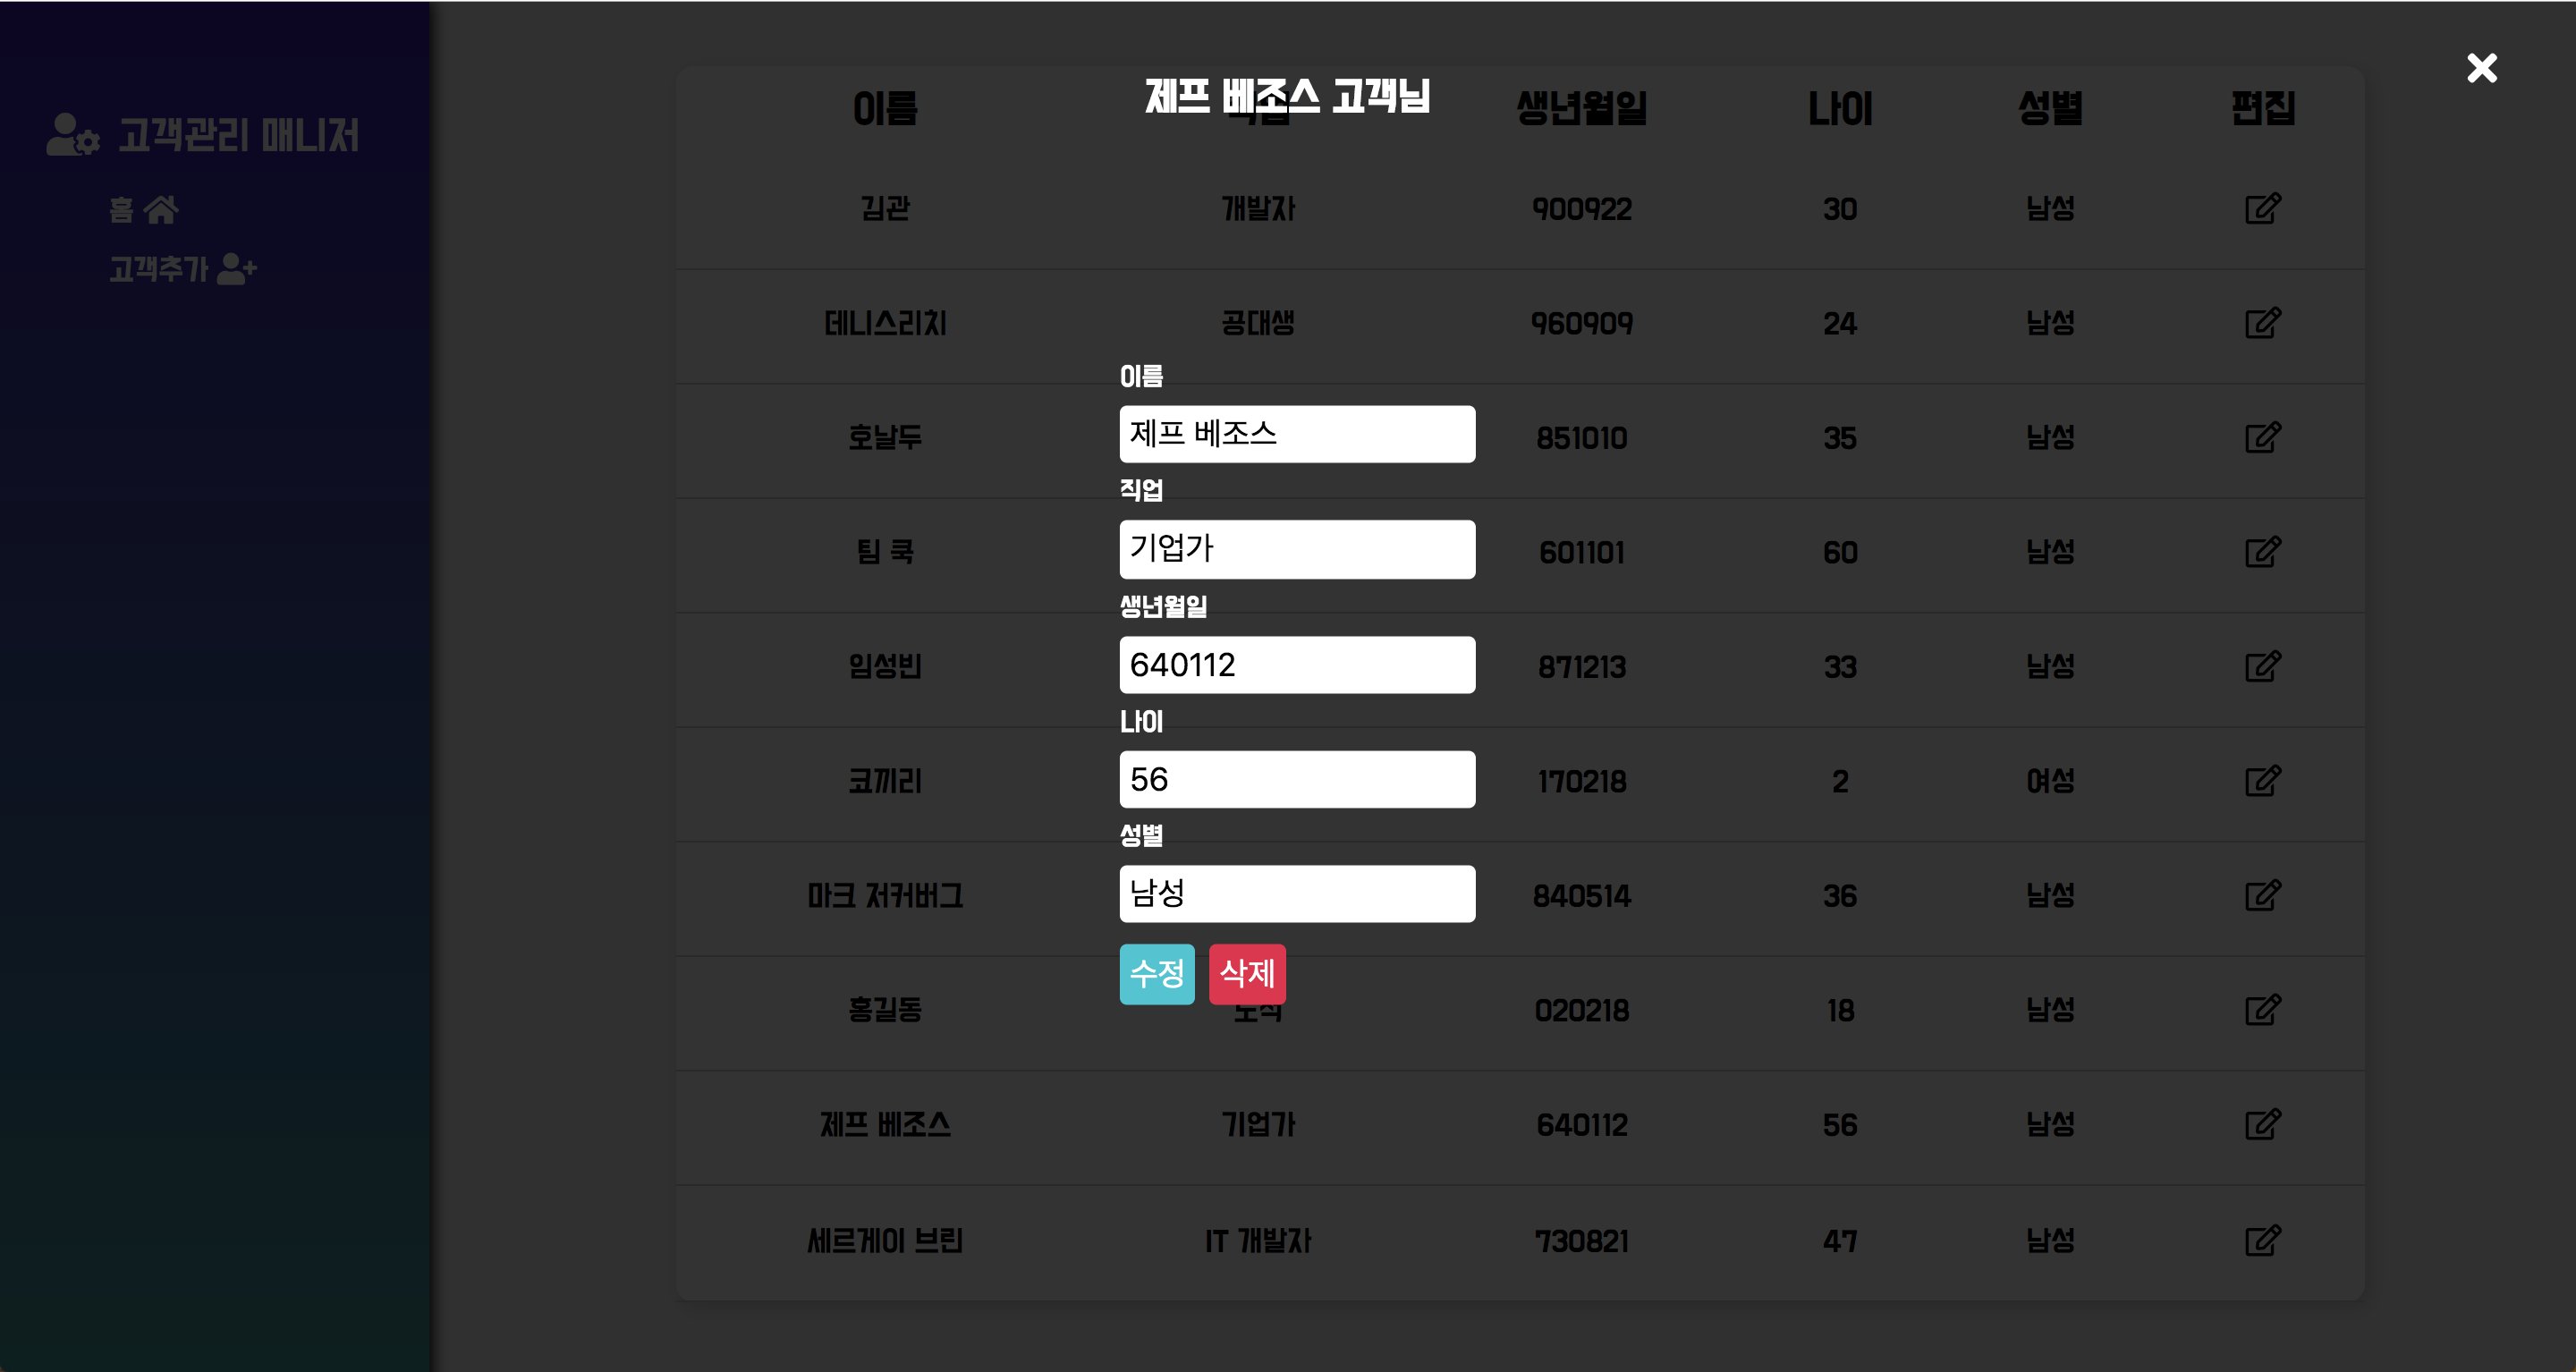 고객관리 매니저
홈
고객추가
제프 베조스 고객님
이름 생년월일 나이 성별 편집
김관 개발자 900922 30 남성
데니스리치 공대생 960909 24 남성
호날두 851010 35 남성
팀 쿡 601101 60 남성
임성빈 871213 33 남성
코끼리 170218 2 여성
마크 저커버그 840514 36 남성
홍길동 020218 18 남성
제프 베조스 기업가 640112 56 남성
세르게이 브린 IT 개발자 730821 47 남성
이름
제프 베조스
직업
기업가
생년월일
640112
나이
56
성별
남성
수정 삭제